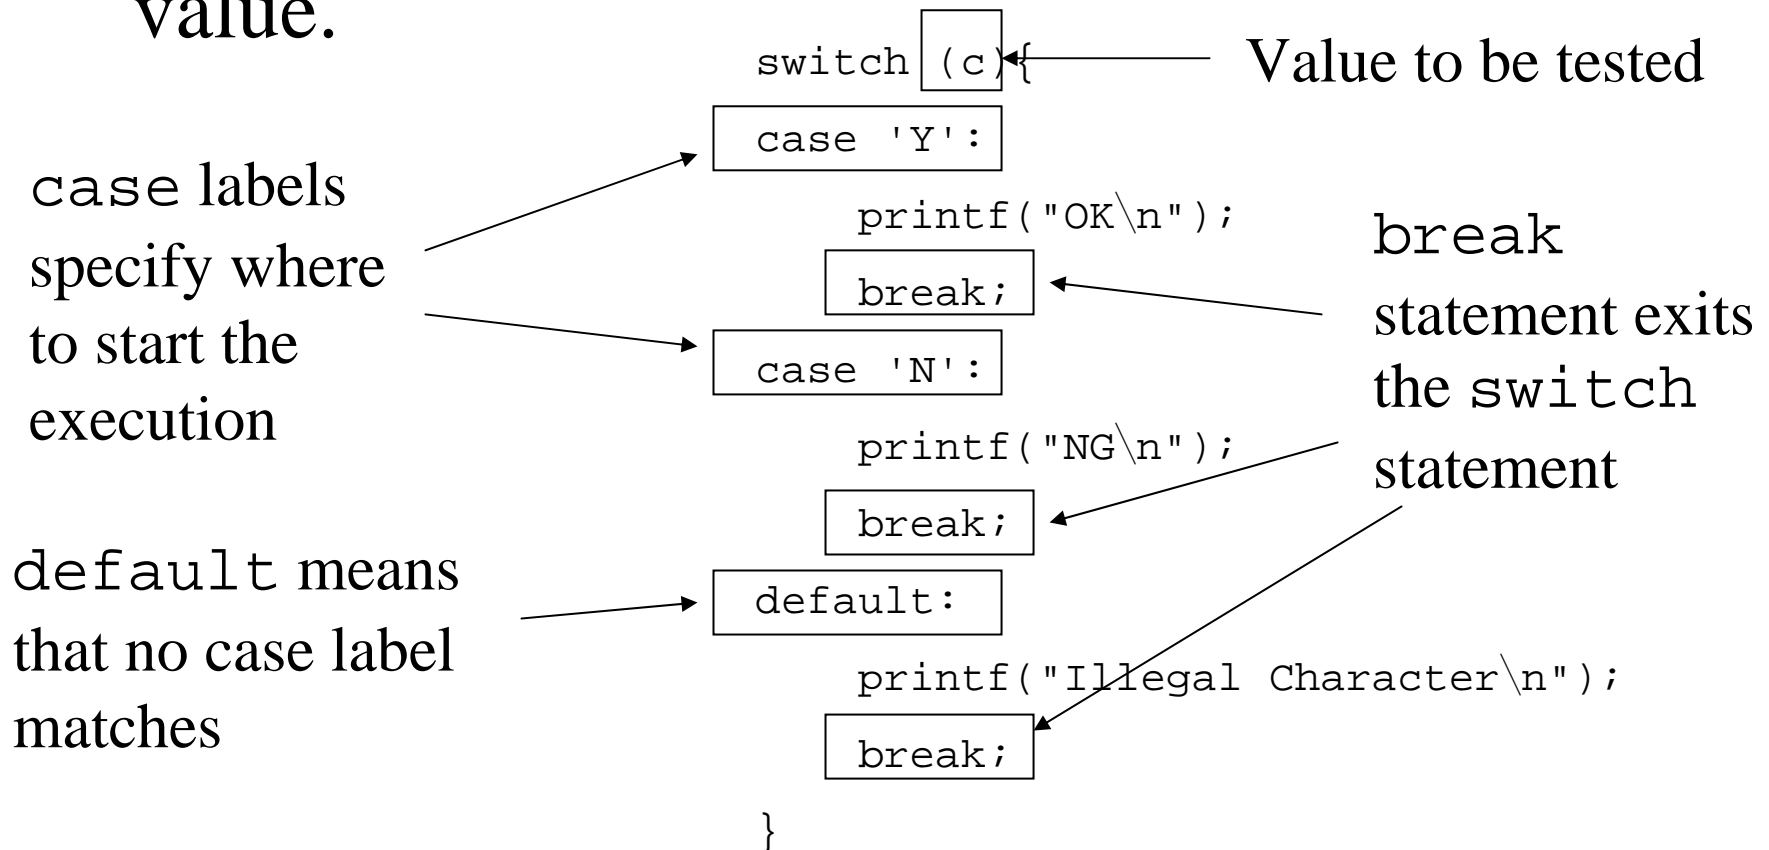 value.
switch (c){
case 'Y':
printf("OK\n");
break;
case 'N':
printf("NG\n");
break;
default:
printf("Illegal Character\n");
break;
}
Value to be tested
case labels
specify where
to start the
execution
default means
that no case label
matches
break
statement exits
the switch
statement